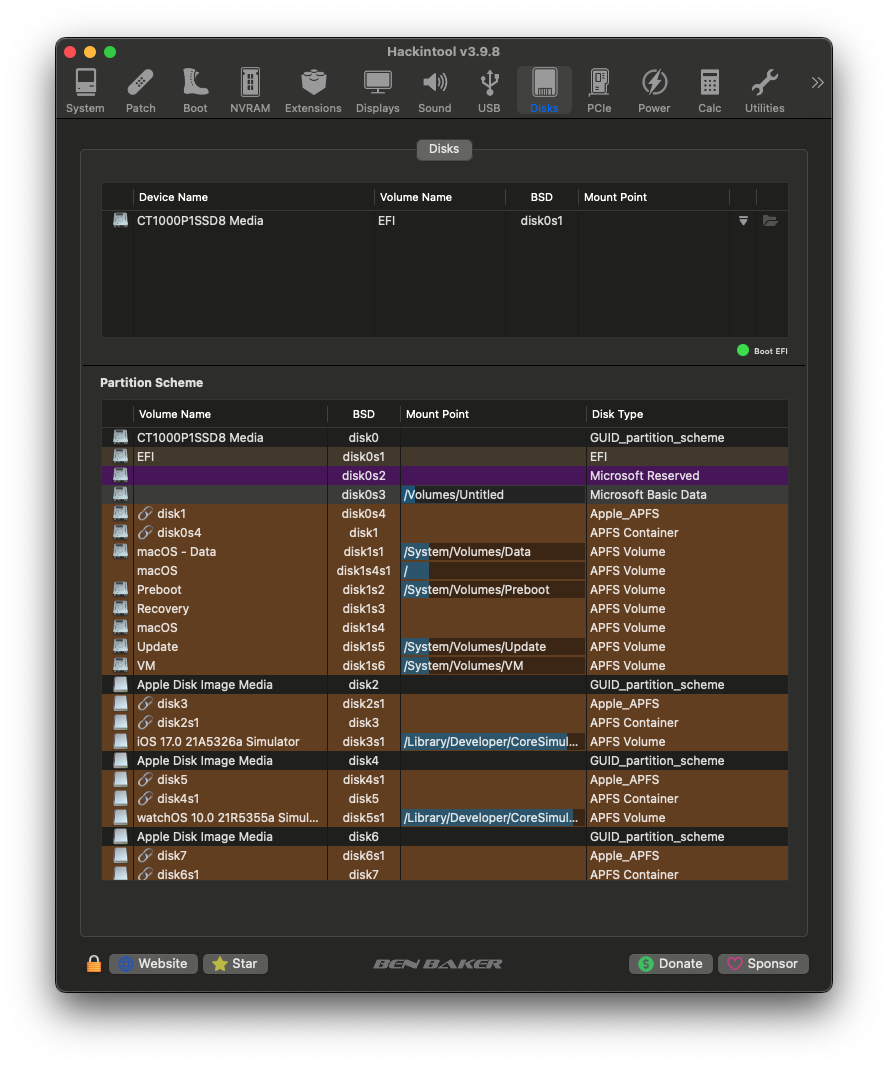 Hackintool v3.9.8
System Patch Boot NVRAM Extensions Displays Sound USB Disks PCIe Power Calc Utilities
Disks
Device Name Volume Name BSD Mount Point
CT1000P1SSD8 Media EFI disk0s1
Boot EFI
Partition Scheme
Volume Name BSD Mount Point Disk Type
CT1000P1SSD8 Media disk0 GUID_partition_scheme
EFI disk0s1 EFI
disk0s2 Microsoft Reserved
disk0s3 /Volumes/Untitled Microsoft Basic Data
disk1 disk0s4 Apple_APFS
disk0s4 disk1 APFS Container
macOS - Data disk1s1 /System/Volumes/Data APFS Volume
macOS disk1s4s1 / APFS Volume
Preboot disk1s2 /System/Volumes/Preboot APFS Volume
Recovery disk1s3 APFS Volume
macOS disk1s4 APFS Volume
Update disk1s5 /System/Volumes/Update APFS Volume
VM disk1s6 /System/Volumes/VM APFS Volume
Apple Disk Image Media disk2 GUID_partition_scheme
disk3 disk2s1 Apple_APFS
disk2s1 disk3 APFS Container
iOS 17.0 21A5326a Simulator disk3s1 /Library/Developer/CoreSimul... APFS Volume
Apple Disk Image Media disk4 GUID_partition_scheme
disk5 disk4s1 Apple_APFS
disk4s1 disk5 APFS Container
watchOS 10.0 21R5355a Simul... disk5s1 /Library/Developer/CoreSimul... APFS Volume
Apple Disk Image Media disk6 GUID_partition_scheme
disk7 disk6s1 Apple_APFS
disk6s1 disk7 APFS Container
Website Star BEN BAKER Donate Sponsor